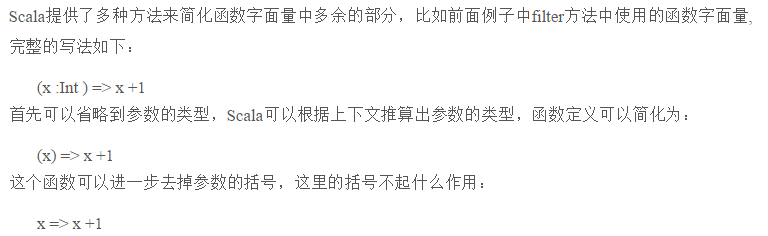 Scala提供了多种方法来简化函数字面量中多余的部分，比如前面例子中filter方法中使用的函数字面量，
完整的写法如下：
(x :Int ) => x +1
首先可以省略到参数的类型，Scala可以根据上下文推算出参数的类型，函数定义可以简化为：
(x) => x +1
这个函数可以进一步去掉参数的括号，这里的括号不起什么作用：
x => x +1